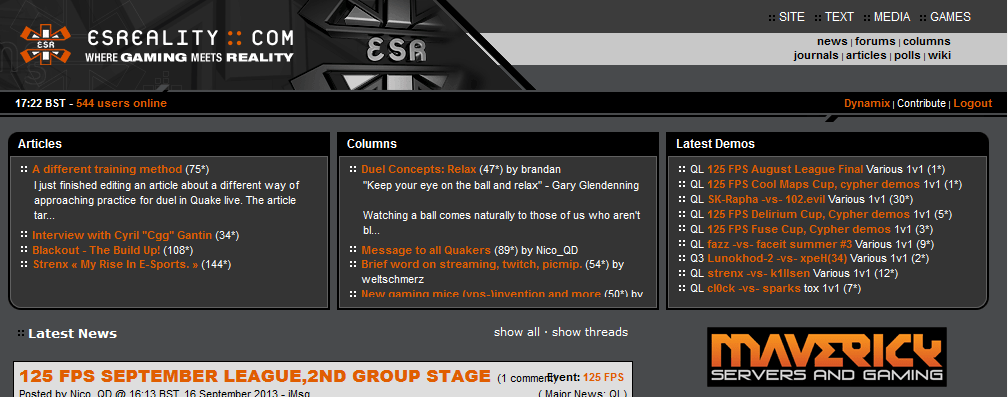 ESREALITY :: COM
WHERE GAMING MEETS REALITY
ESR
ESR
:: SITE :: TEXT :: MEDIA :: GAMES
news | forums | columns
journals | articles | polls | wiki
17:22 BST - 544 users online
Dynamix | Contribute | Logout
Articles
:: A different training method (75*)
I just finished editing an article about a different way of
approaching practice for duel in Quake live. The article
tar...
:: Interview with Cyril "Cgg" Gantin (34*)
:: Blackout - The Build Up! (108*)
:: Strenx « My Rise In E-Sports. » (144*)
Columns
:: Duel Concepts: Relax (47*) by brandan
"Keep your eye on the ball and relax" - Gary Glendenning
Watching a ball comes naturally to those of us who aren't
bl...
:: Message to all Quakers (89*) by Nico_QD
:: Brief word on streaming, twitch, picmip. (54*) by
weltschmerz
:: New gaming mice (vps-)invention and more (50*) by
Latest Demos
:: QL 125 FPS August League Final Various 1v1 (1*)
:: QL 125 FPS Cool Maps Cup, cypher demos 1v1 (1*)
:: QL SK-Rapha -vs- 102.evil Various 1v1 (30*)
:: QL 125 FPS Delirium Cup, Cypher demos 1v1 (5*)
:: QL 125 FPS Fuse Cup, Cypher demos 1v1 (3*)
:: QL fazz -vs- faceit summer #3 Various 1v1 (9*)
:: Q3 Lunokhod-2 -vs- xpeH(34) Various 1v1 (2*)
:: QL strenx -vs- k1llsen Various 1v1 (12*)
:: QL cl0ck -vs- sparks tox 1v1 (7*)
:: Latest News
show all · show threads
125 FPS SEPTEMBER LEAGUE,2ND GROUP STAGE (1 comment)
Event: 125 FPS
Posted by Nico_QD @ 16:13 BST, 16 September 2013 - iMsg
( Major News: QL )
MAVERICK
SERVERS AND GAMING